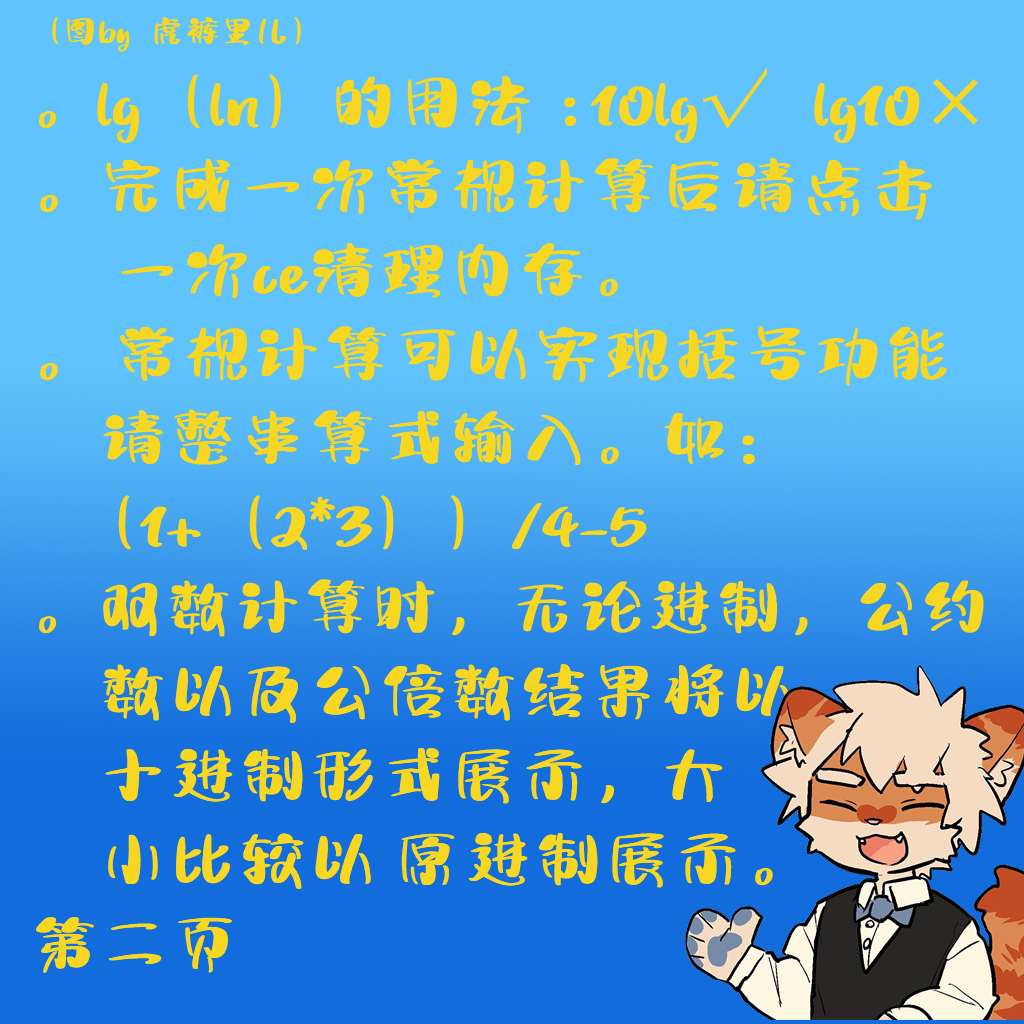 （图by 虎裤里儿）
。lg（ln）的用法：10lg√ lg10×
。完成一次常规计算后请点击
一次ce清理内存。
。常规计算可以实现括号功能
请整串算式输入。如：
（1+（2*3））/4-5
。双数计算时，无论进制，公约
数以及公倍数结果将以
十进制形式展示，大
小比较以原进制展示。
第二页